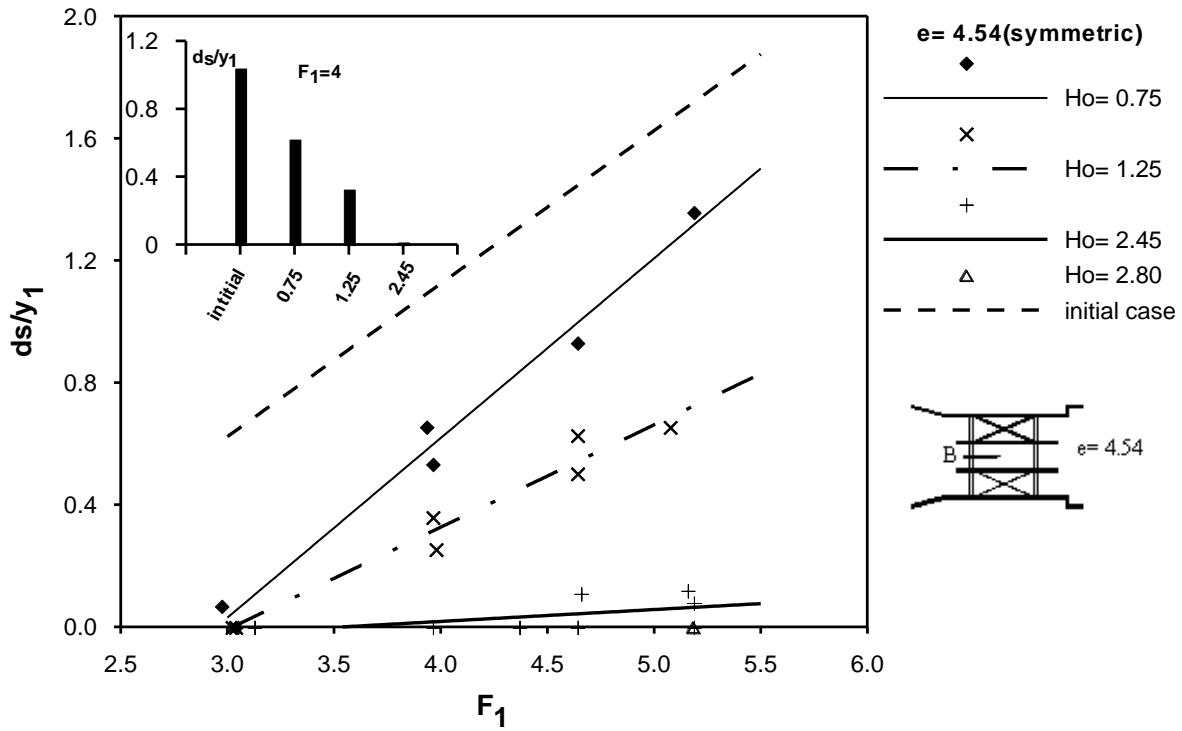 2.0
1.6
1.2
0.8
0.4
0.0
ds/y1
2.5 3.0 3.5 4.0 4.5 5.0 5.5 6.0
F1
1.2
0.8
0.4
0
ds/y1
F1=4
intitial
0.75
1.25
2.45
e= 4.54(symmetric)
Ho= 0.75
Ho= 1.25
Ho= 2.45
Ho= 2.80
initial case
B
e= 4.54